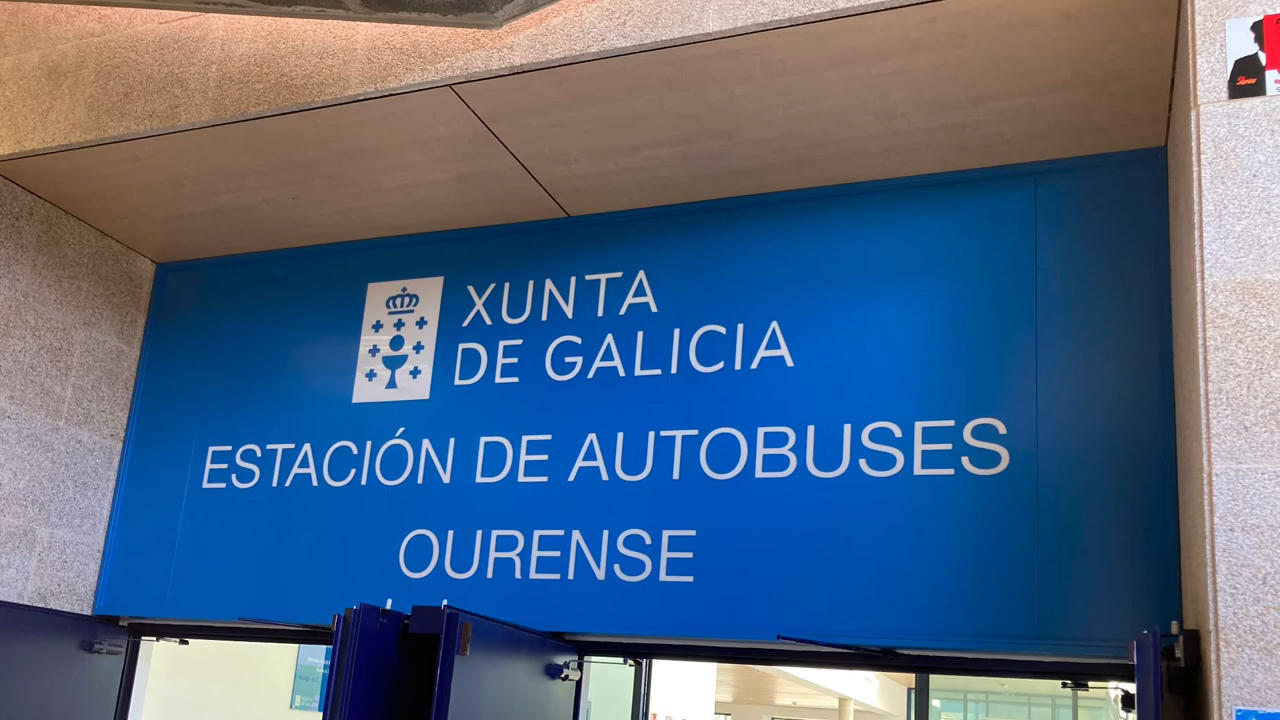 XUNTA
DE GALICIA
ESTACIÓN DE AUTOBUSES
OURENSE